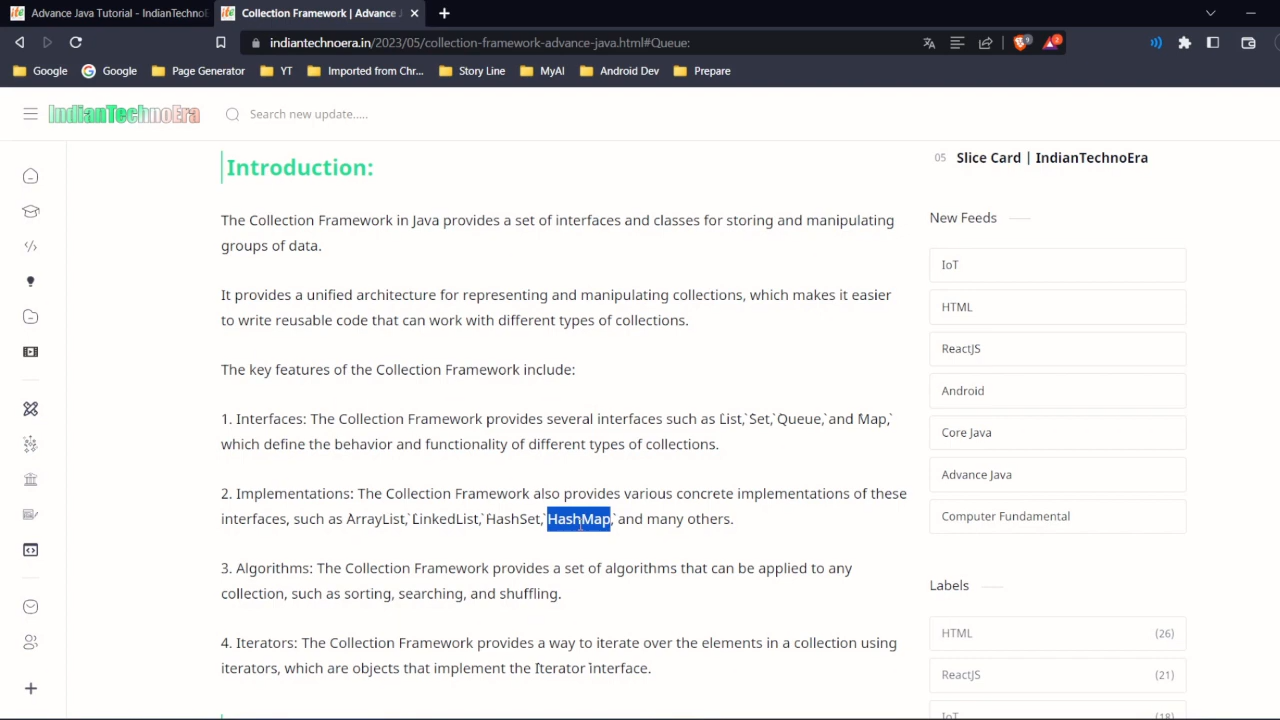 Advance Java Tutorial - IndianTechnoE
Collection Framework | Advance J
indiantechnoera.in/2023/05/collection-framework-advance-java.html#Queue:
9
2
Google
Google
Page Generator
YT
Imported from Chr...
Story Line
MyAI
Android Dev
Prepare
IndianTechnoEra
Search new update.....
Introduction:
The Collection Framework in Java provides a set of interfaces and classes for storing and manipulating
groups of data.
It provides a unified architecture for representing and manipulating collections, which makes it easier
to write reusable code that can work with different types of collections.
The key features of the Collection Framework include:
1. Interfaces: The Collection Framework provides several interfaces such as `List,` `Set,` `Queue,` and `Map,`
which define the behavior and functionality of different types of collections.
2. Implementations: The Collection Framework also provides various concrete implementations of these
interfaces, such as `ArrayList,` `LinkedList,` `HashSet,` `HashMap,` and many others.
3. Algorithms: The Collection Framework provides a set of algorithms that can be applied to any
collection, such as sorting, searching, and shuffling.
4. Iterators: The Collection Framework provides a way to iterate over the elements in a collection using
iterators, which are objects that implement the `Iterator` interface.
05 Slice Card | IndianTechnoEra
New Feeds
IoT
HTML
ReactJS
Android
Core Java
Advance Java
Computer Fundamental
Labels
HTML (26)
ReactJS (21)
IoT (18)